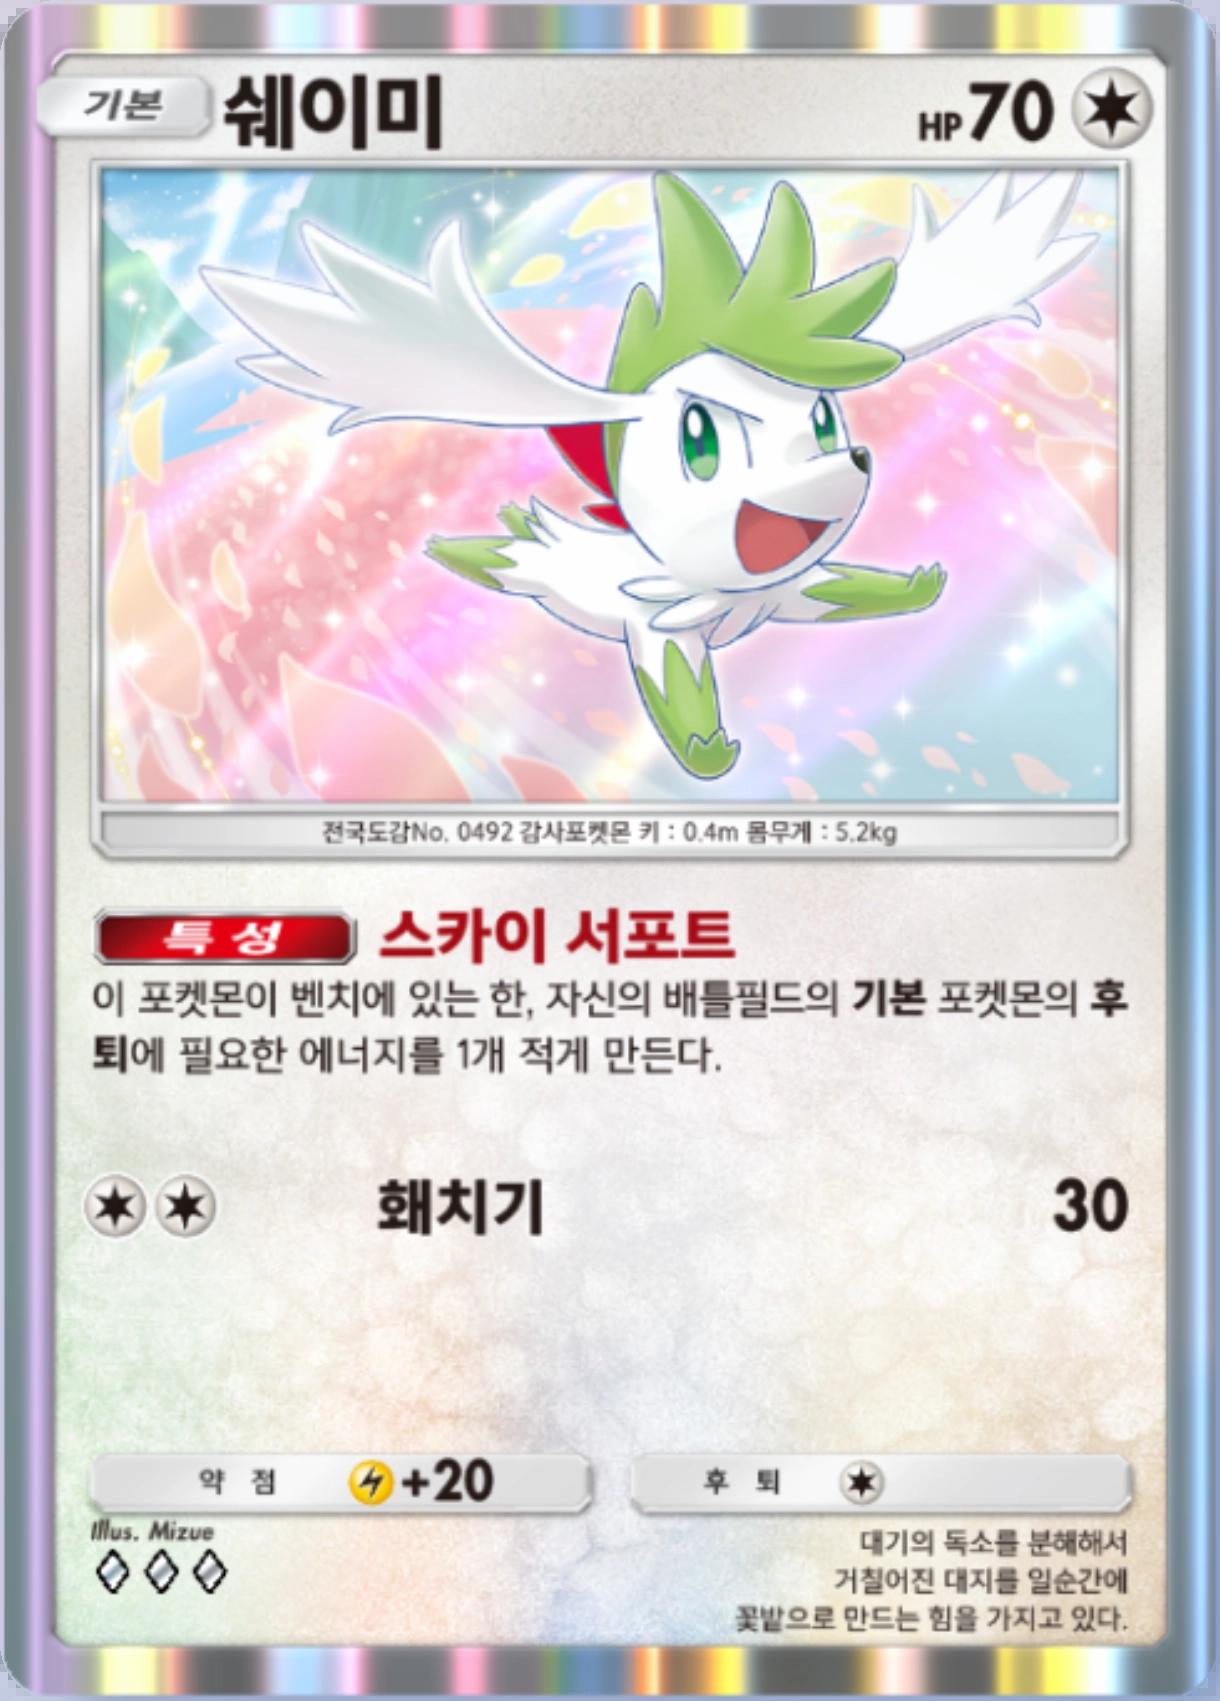 기본 쉐이미 HP 70
전국도감No. 0492 감사포켓몬 키 : 0.4m 몸무게 : 5.2kg
특성 스카이 서포트
이 포켓몬이 벤치에 있는 한, 자신의 배틀필드의 기본 포켓몬의 후
퇴에 필요한 에너지를 1개 적게 만든다.
홰치기 30
약점 +20 후퇴
Illus. Mizue
대기의 독소를 분해해서
거칠어진 대지를 일순간에
꽃밭으로 만드는 힘을 가지고 있다.